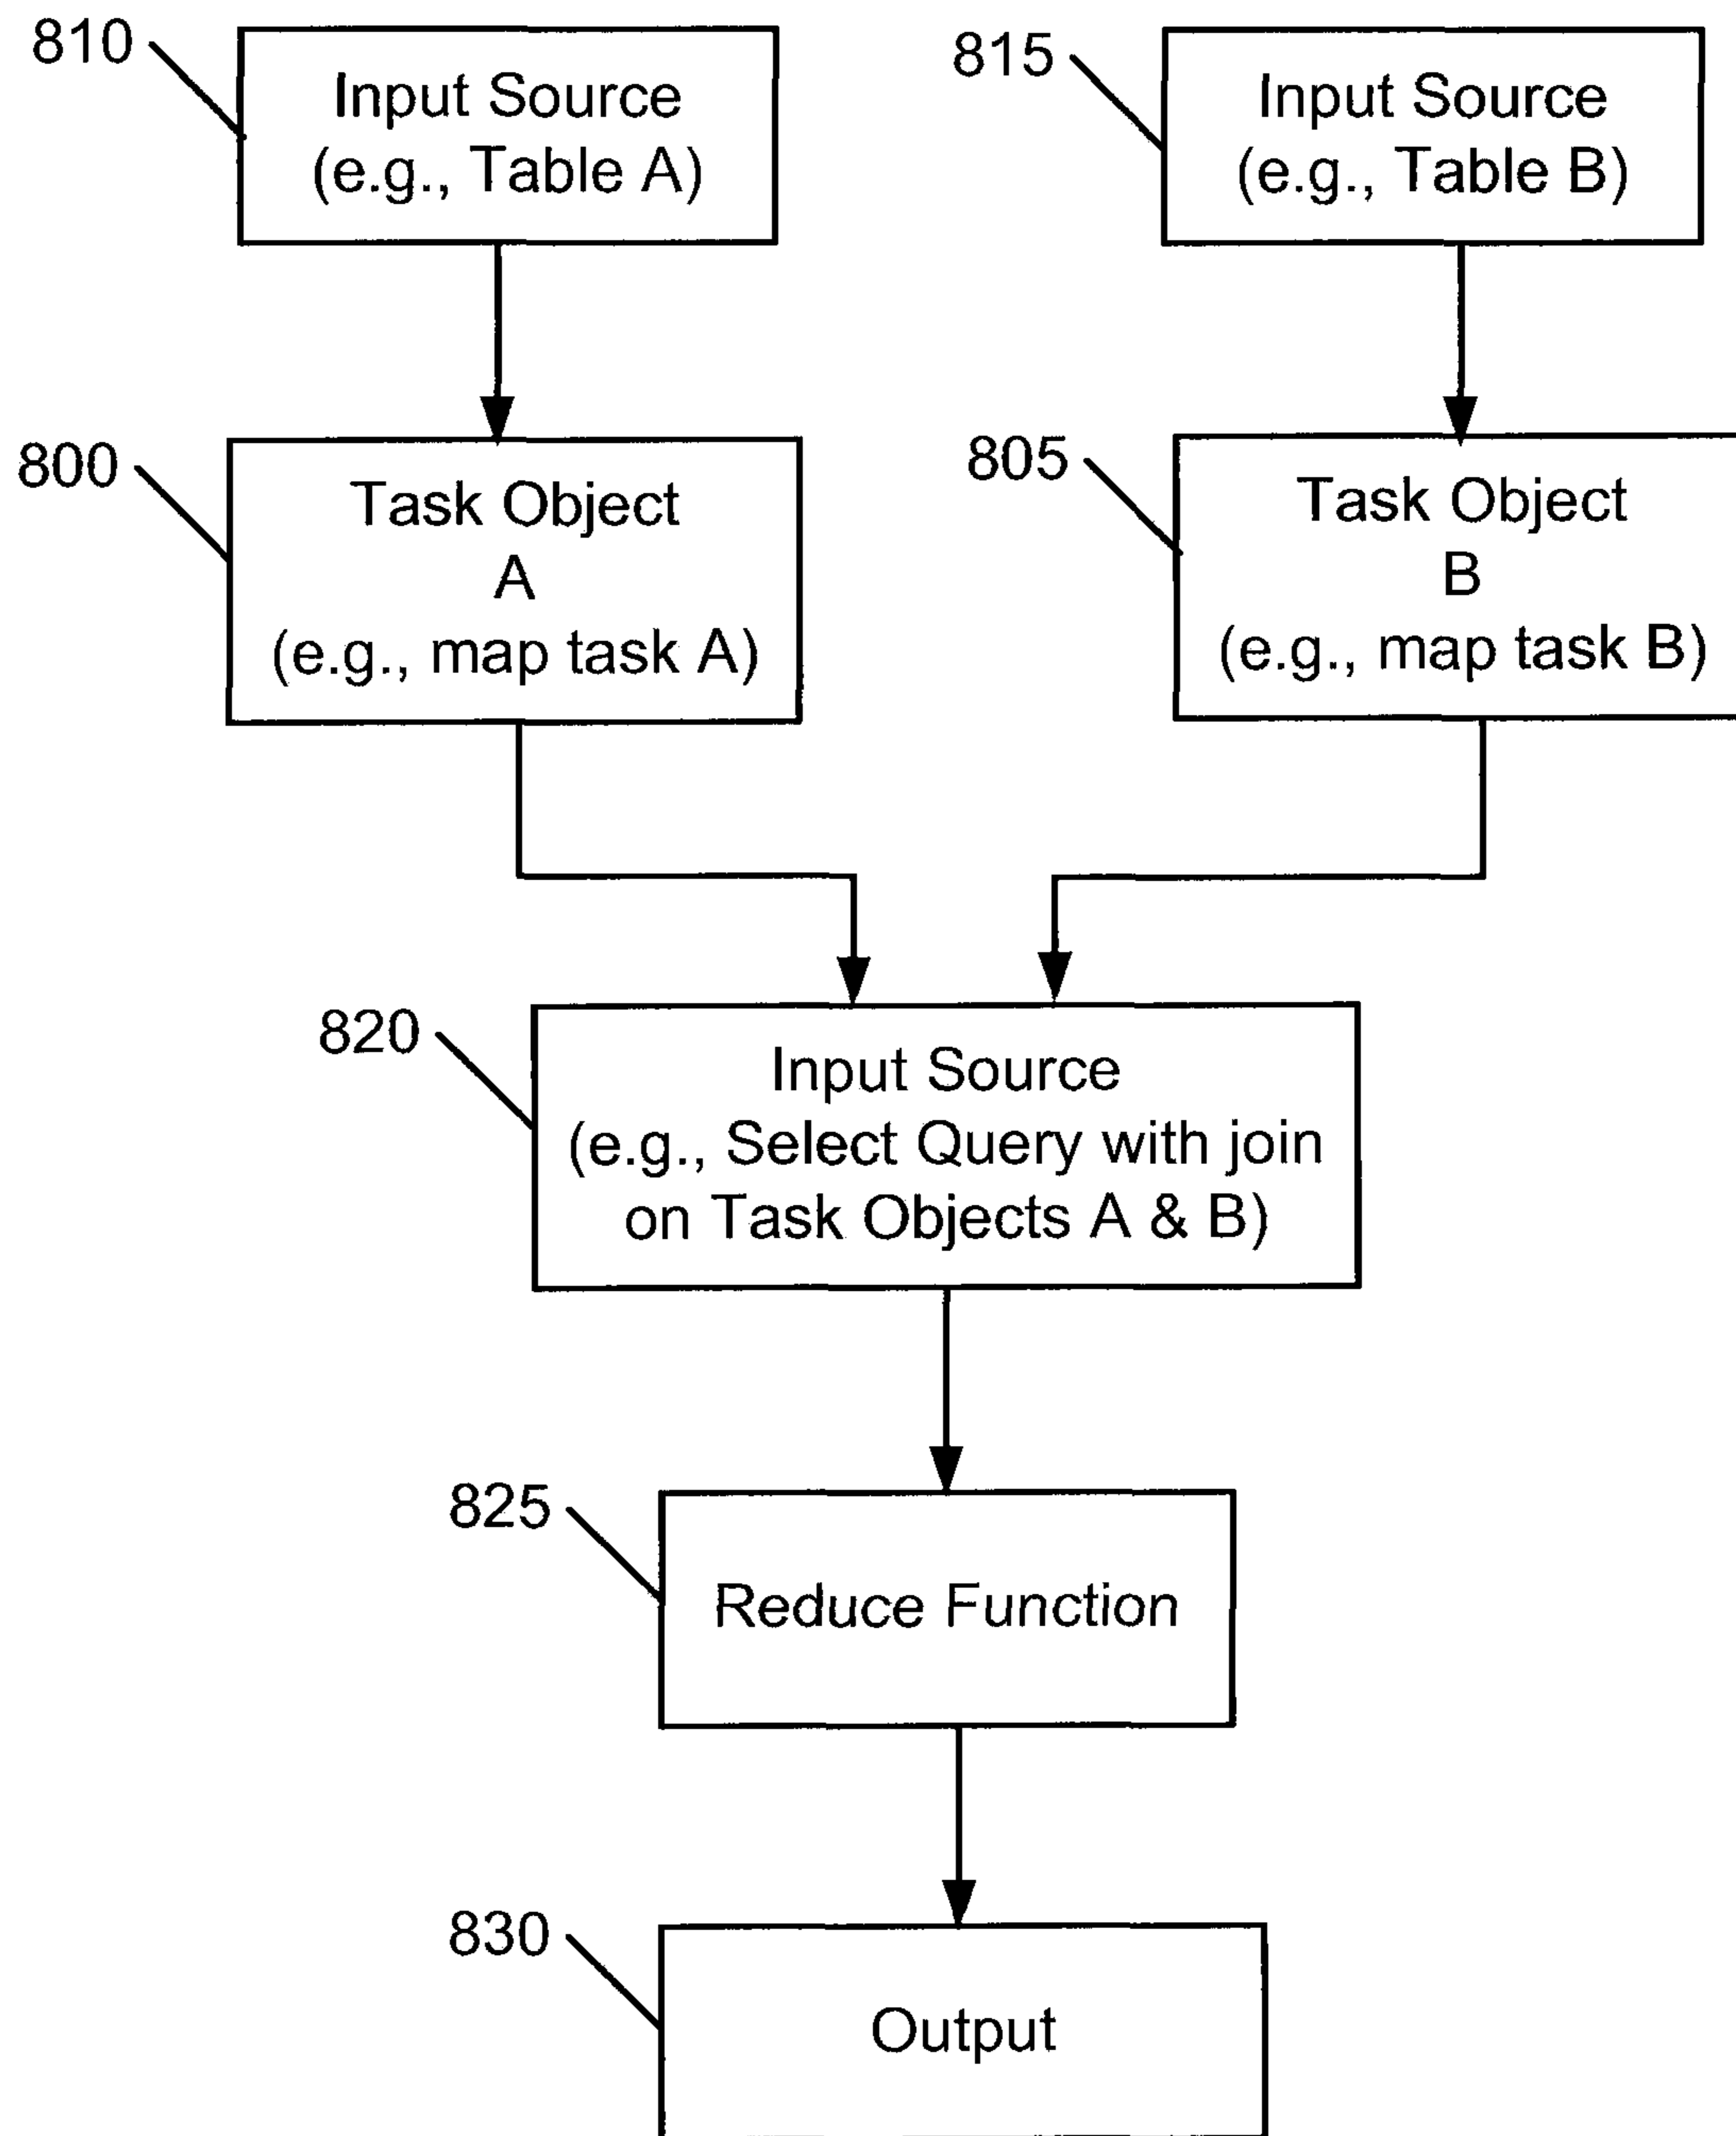 810
Input Source
(e.g., Table A)
815
Input Source
(e.g., Table B)
800
Task Object
A
(e.g., map task A)
805
Task Object
B
(e.g., map task B)
820
Input Source
(e.g., Select Query with join
on Task Objects A & B)
825
Reduce Function
830
Output